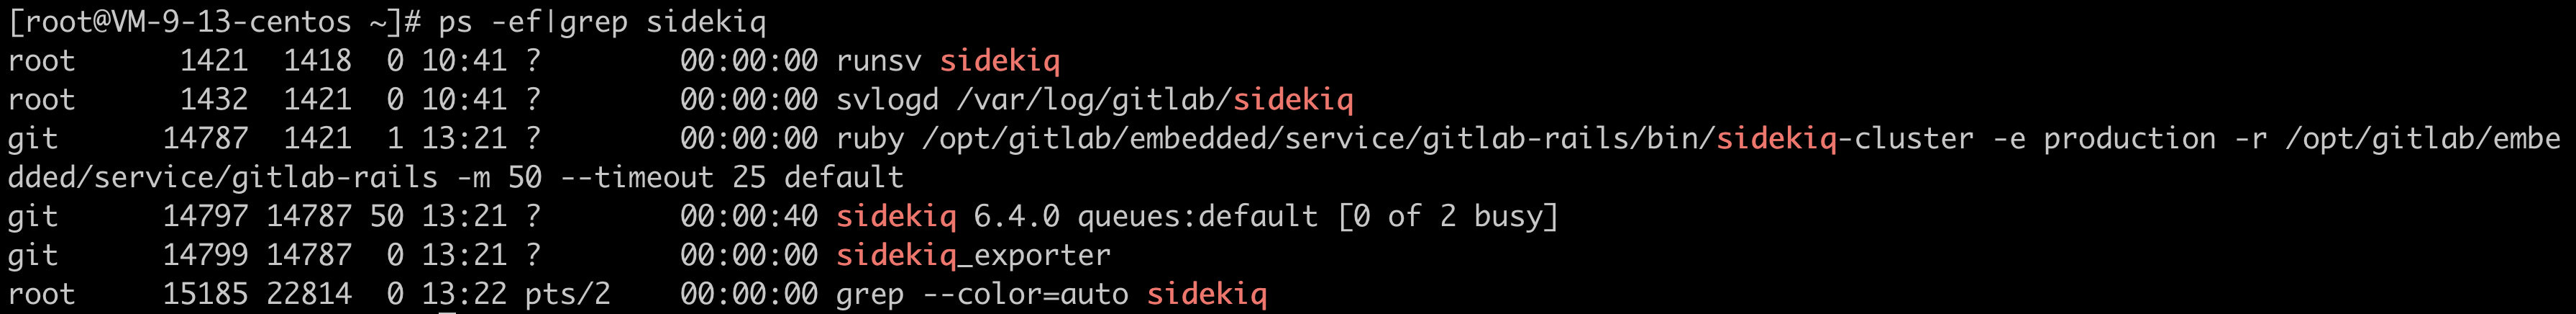 [root@VM-9-13-centos ~]# ps -ef|grep sidekiq
root      1421  1418  0 10:41 ?        00:00:00 runsv sidekiq
root      1432  1421  0 10:41 ?        00:00:00 svlogd /var/log/gitlab/sidekiq
git      14787  1421  1 13:21 ?        00:00:00 ruby /opt/gitlab/embedded/service/gitlab-rails/bin/sidekiq-cluster -e production -r /opt/gitlab/embe
dded/service/gitlab-rails -m 50 --timeout 25 default
git      14797 14787 50 13:21 ?        00:00:40 sidekiq 6.4.0 queues:default [0 of 2 busy]
git      14799 14787  0 13:21 ?        00:00:00 sidekiq_exporter
root     15185 22814  0 13:22 pts/2    00:00:00 grep --color=auto sidekiq